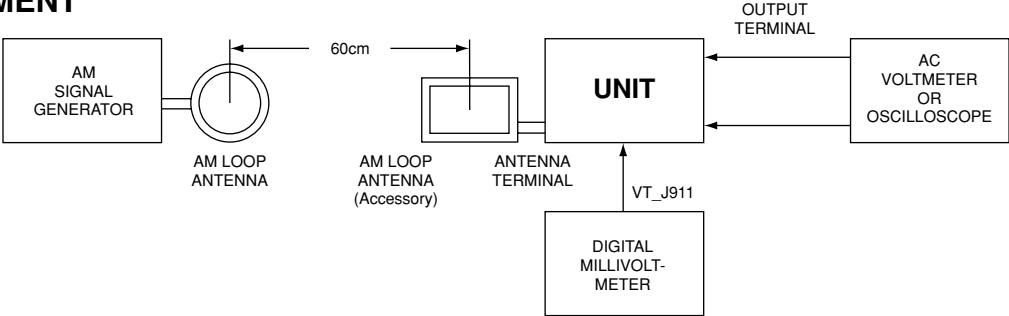 MENT
OUTPUT
TERMINAL
60cm
AM
SIGNAL
GENERATOR
UNIT
AC
VOLTMETER
OR
OSCILLOSCOPE
AM LOOP
ANTENNA
AM LOOP
ANTENNA
(Accessory)
ANTENNA
TERMINAL
VT_J911
DIGITAL
MILLIVOLT-
METER